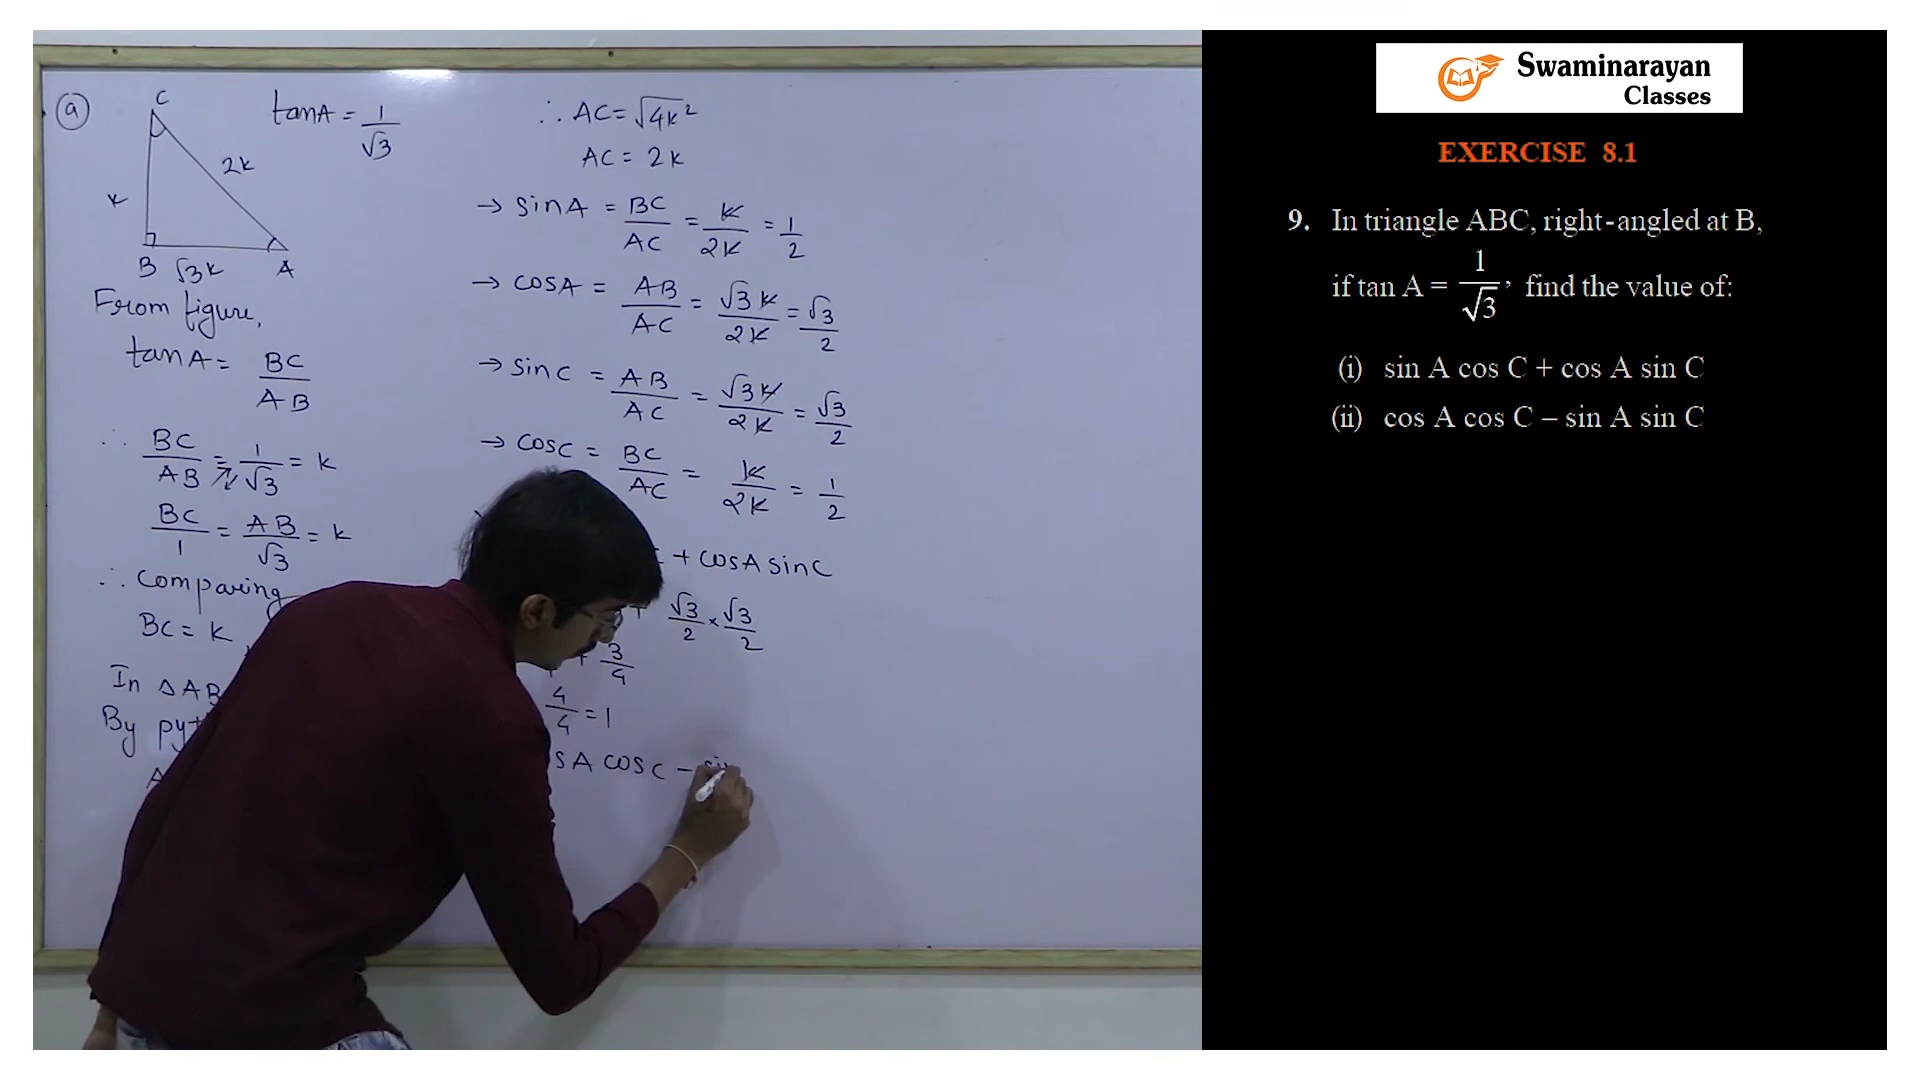 (a)
C
2K
K
B √3K A
tanA = 1/√3
From figure,
tanA = BC/AB
∴ BC/AB = 1/√3 = k
BC/1 = AB/√3 = k
∴ Comparing
BC = K
In △AB
By
∴ AC = √4K²
AC = 2K
→ sinA = BC/AC = K/2K = 1/2
→ cosA = AB/AC = √3K/2K = √3/2
→ sinC = AB/AC = √3K/2K = √3/2
→ cosC = BC/AC = K/2K = 1/2
+ cosA sinC
+ √3/2 × √3/2
+ 3/4
4/4 = 1
A cosC −
Swaminarayan
Classes
EXERCISE 8.1
9. In triangle ABC, right-angled at B,
if tan A = 1/√3, find the value of:
(i) sin A cos C + cos A sin C
(ii) cos A cos C – sin A sin C